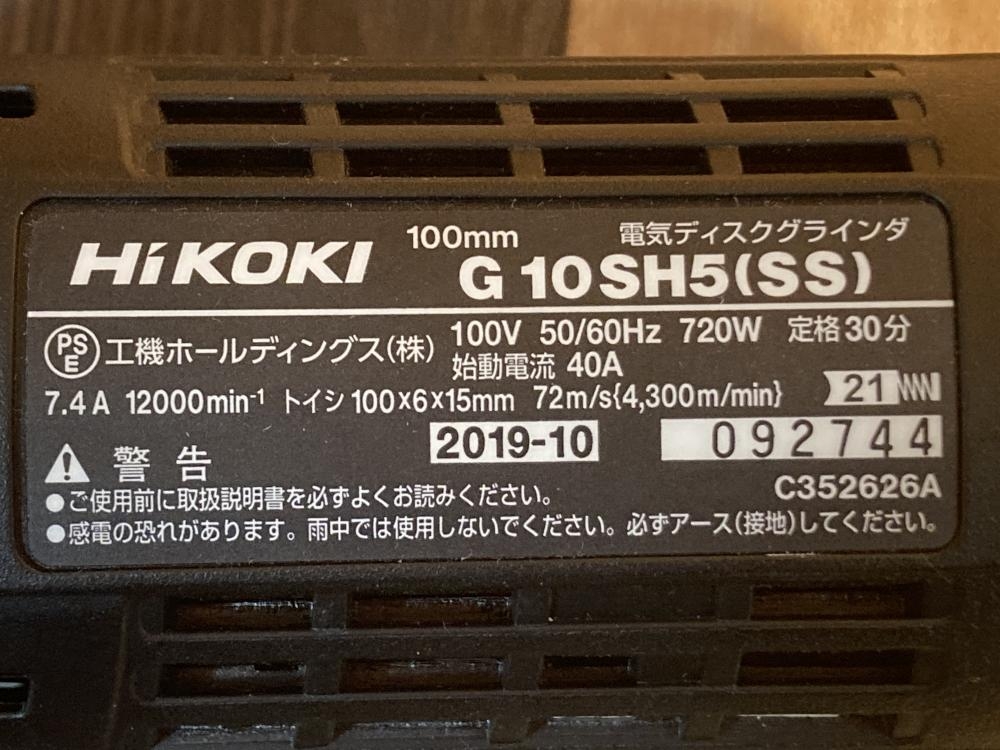 100mm 電気ディスクグラインダ
HiKOKI G 10SH5(SS)
PSE 工機ホールディングス(株) 100V 50/60Hz 720W 定格30分
始動電流 40A
7.4A 12000min⁻¹ トイシ 100×6×15mm 72m/s{4,300m/min} 21
2019-10 092744
警告 C352626A
●ご使用前に取扱説明書を必ずよくお読みください。
●感電の恐れがあります。雨中では使用しないでください。必ずアース(接地)してください。